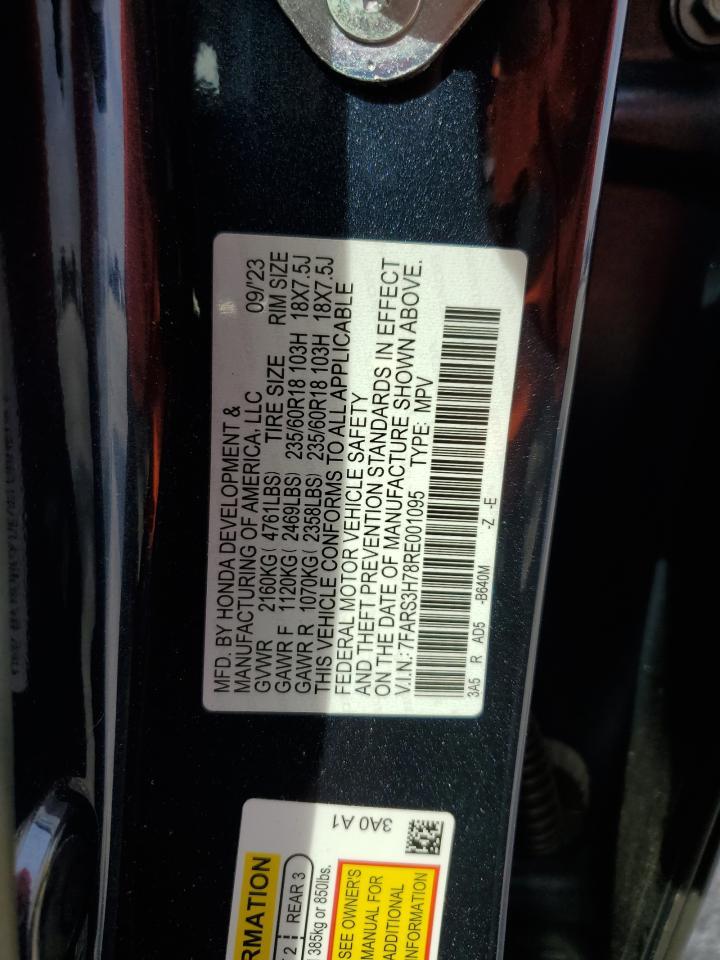 MFD. BY HONDA DEVELOPMENT &
MANUFACTURING OF AMERICA, LLC 09/'23
GVWR 2160KG( 4761LBS) TIRE SIZE RIM SIZE
GAWR F 1120KG( 2469LBS) 235/60R18 103H 18X7.5J
GAWR R 1070KG( 2358LBS) 235/60R18 103H 18X7.5J
THIS VEHICLE CONFORMS TO ALL APPLICABLE
FEDERAL MOTOR VEHICLE SAFETY
AND THEFT PREVENTION STANDARDS IN EFFECT
ON THE DATE OF MANUFACTURE SHOWN ABOVE.
V.I.N.:7FARS3H78RE001095 TYPE: MPV
3A5 R AD5 -B640M -Z -E
3A0 A1
RMATION
2 REAR 3
385kg or 850lbs.
SEE OWNER'S
MANUAL FOR
ADDITIONAL
INFORMATION